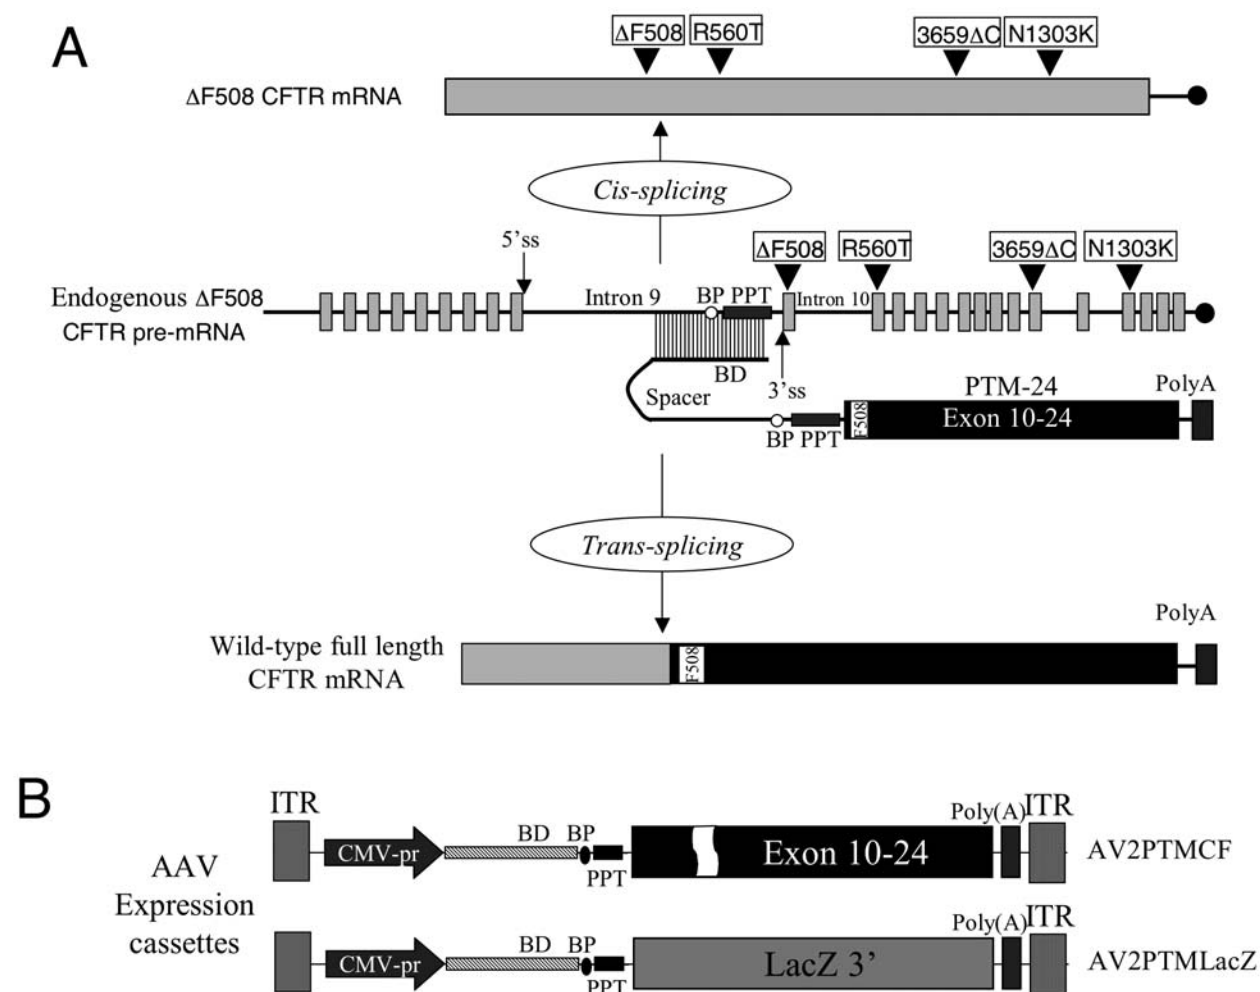 A
ΔF508
R560T
3659ΔC
N1303K
ΔF508 CFTR mRNA
Cis-splicing
5’ss
ΔF508
R560T
3659ΔC
N1303K
Endogenous ΔF508
CFTR pre-mRNA
Intron 9
BP PPT
Intron 10
BD
3’ss
Spacer
PTM-24
PolyA
F508
Exon 10-24
BP PPT
Trans-splicing
PolyA
Wild-type full length
CFTR mRNA
F508
B
ITR
Poly(A) ITR
BD BP
CMV-pr
PPT
Exon 10-24
AV2PTMCF
AAV
Expression
cassettes
Poly(A) ITR
BD BP
CMV-pr
PPT
LacZ 3’
AV2PTMLacZ